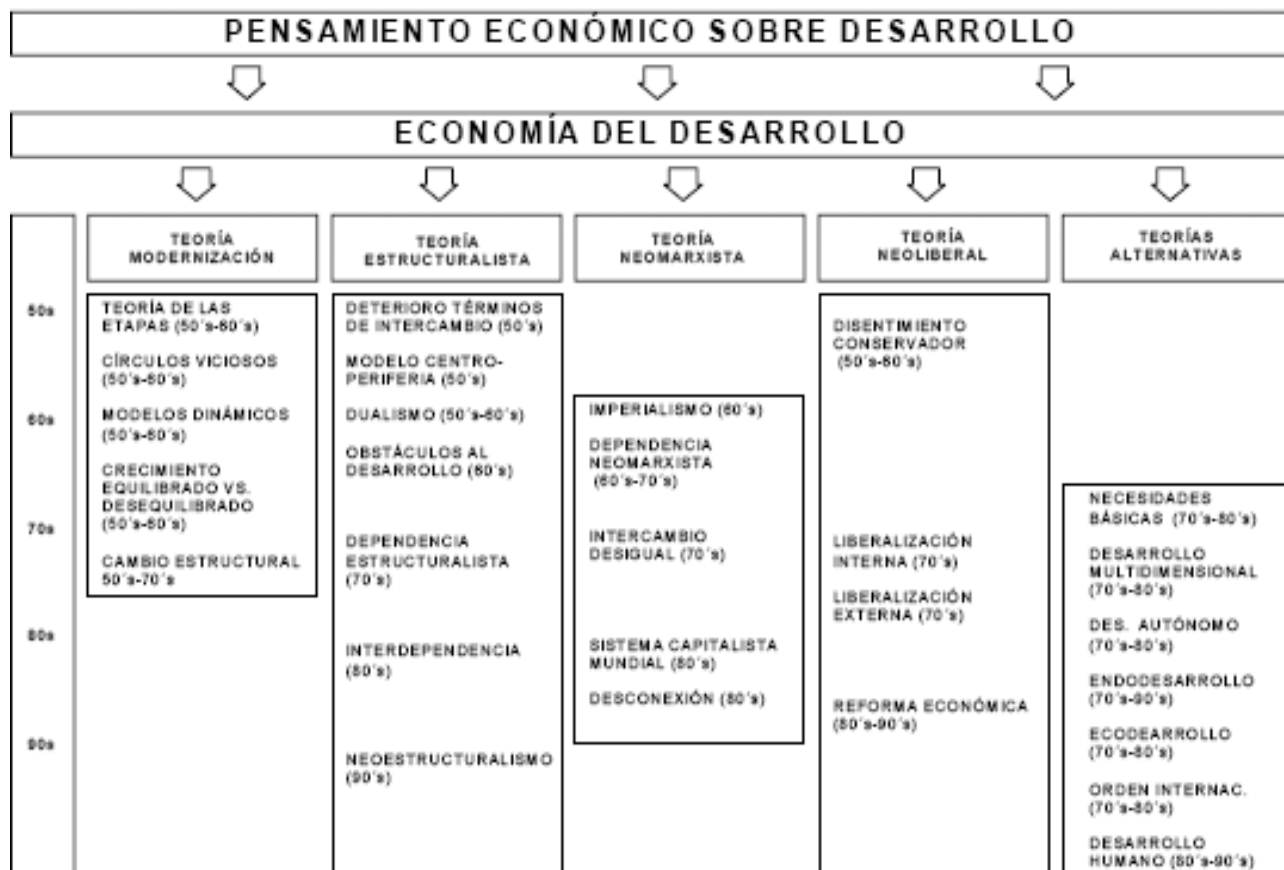 PENSAMIENTO ECONÓMICO SOBRE DESARROLLO
ECONOMÍA DEL DESARROLLO
TEORÍA
MODERNIZACIÓN
TEORÍA
ESTRUCTURALISTA
TEORÍA
NEOMARXISTA
TEORÍA
NEOLIBERAL
TEORÍAS
ALTERNATIVAS
50s
60s
70s
80s
90s
TEORÍA DE LAS
ETAPAS (50´s-60´s)
CÍRCULOS VICIOSOS
(50´s-60´s)
MODELOS DINÁMICOS
(50´s-60´s)
CRECIMIENTO
EQUILIBRADO VS.
DESEQUILIBRADO
(50´s-60´s)
CAMBIO ESTRUCTURAL
50´s-70´s
DETERIORO TÉRMINOS
DE INTERCAMBIO (50´s)
MODELO CENTRO-
PERIFERIA (50´s)
DUALISMO (50´s-60´s)
OBSTÁCULOS AL
DESARROLLO (60´s)
DEPENDENCIA
ESTRUCTURALISTA
(70´s)
INTERDEPENDENCIA
(80´s)
NEOESTRUCTURALISMO
(90´s)
IMPERIALISMO (60´s)
DEPENDENCIA
NEOMARXISTA
(60´s-70´s)
INTERCAMBIO
DESIGUAL (70´s)
SISTEMA CAPITALISTA
MUNDIAL (80´s)
DESCONEXIÓN (80´s)
DISENTIMIENTO
CONSERVADOR
(50´s-60´s)
LIBERALIZACIÓN
INTERNA (70´s)
LIBERALIZACIÓN
EXTERNA (70´s)
REFORMA ECONÓMICA
(80´s-90´s)
NECESIDADES
BÁSICAS (70´s-80´s)
DESARROLLO
MULTIDIMENSIONAL
(70´s-80´s)
DES. AUTÓNOMO
(70´s-80´s)
ENDODESARROLLO
(70´s-90´s)
ECODEARROLLO
(70´s-80´s)
ORDEN INTERNAC.
(70´s-80´s)
DESARROLLO
HUMANO (80´s-90´s)